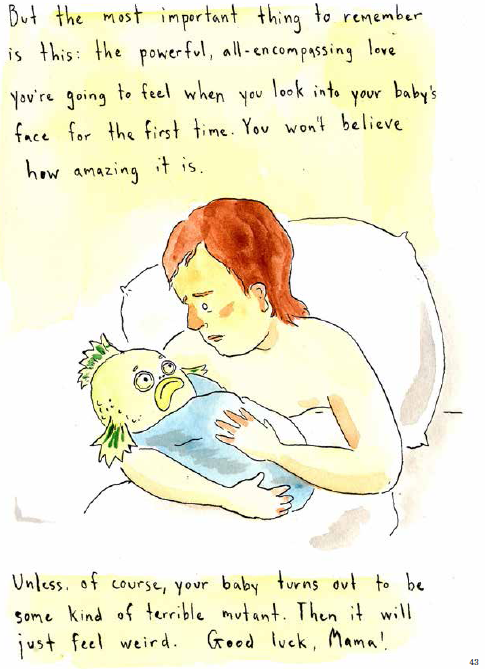 But the most important thing to remember
is this: the powerful, all-encompassing love
you're going to feel when you look into your baby's
face for the first time. You won't believe
how amazing it is.
Unless, of course, your baby turns out to be
some kind of terrible mutant. Then it will
just feel weird. Good luck, Mama!
43